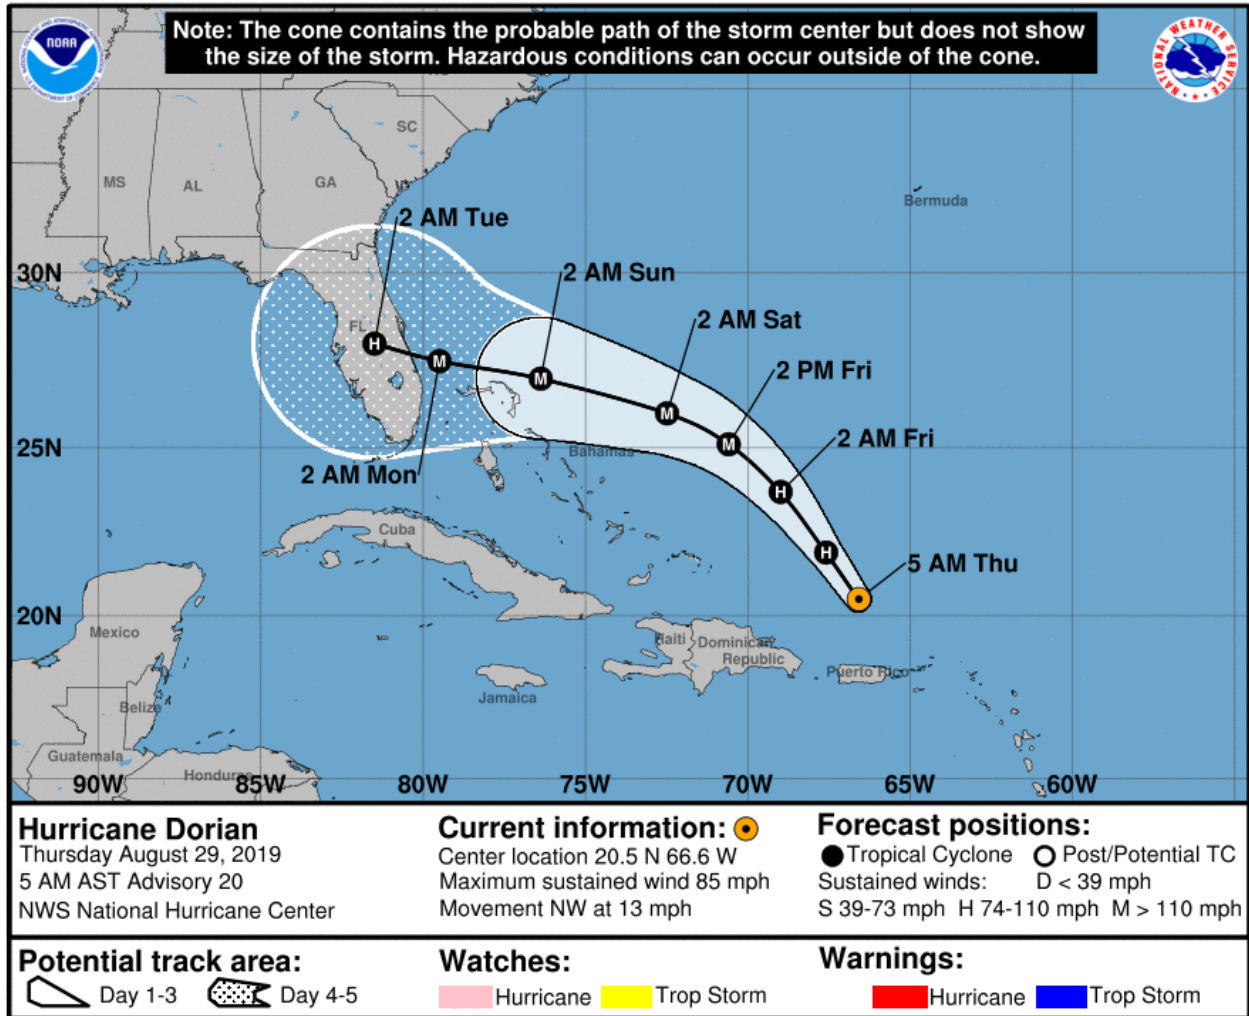 Note: The cone contains the probable path of the storm center but does not show
the size of the storm. Hazardous conditions can occur outside of the cone.
NOAA
NATIONAL WEATHER SERVICE
SC
MS
AL
GA
Bermuda
2 AM Tue
30N
2 AM Sun
FL
2 AM Sat
H
M
M
2 PM Fri
M
M
2 AM Fri
25N
Bahamas
2 AM Mon
H
Cuba
H
5 AM Thu
20N
Mexico
Haiti
Dominican
Republic
Puerto Rico
Jamaica
Belize
Guatemala
Honduras
90W
85W
80W
75W
70W
65W
60W
Hurricane Dorian
Thursday August 29, 2019
5 AM AST Advisory 20
NWS National Hurricane Center
Current information:
Center location 20.5 N 66.6 W
Maximum sustained wind 85 mph
Movement NW at 13 mph
Forecast positions:
Tropical Cyclone
Post/Potential TC
Sustained winds:
D < 39 mph
S 39-73 mph H 74-110 mph M > 110 mph
Potential track area:
Day 1-3
Day 4-5
Watches:
Hurricane
Trop Storm
Warnings:
Hurricane
Trop Storm